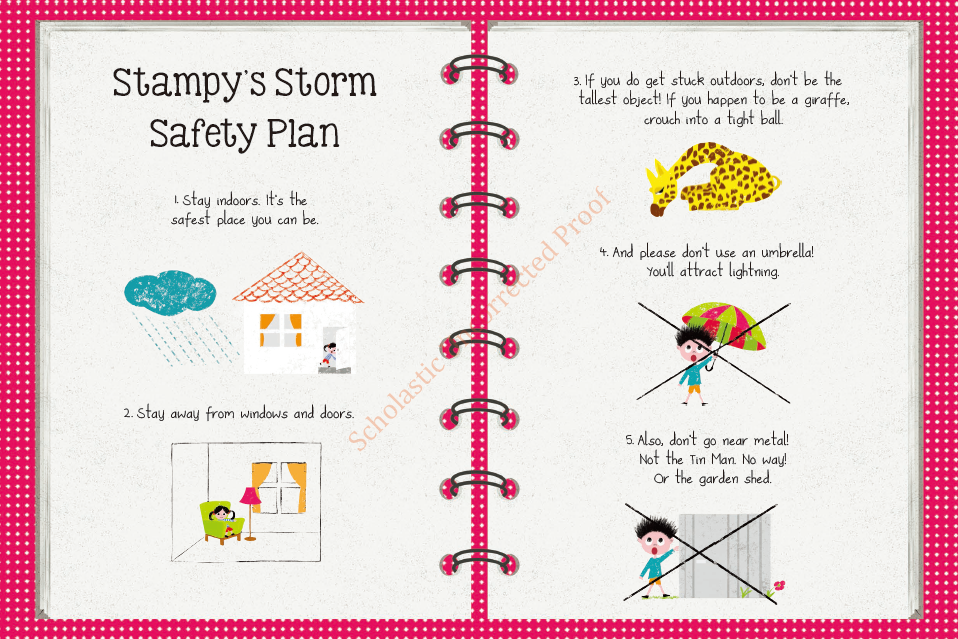 Stampy's Storm
Safety Plan
1. Stay indoors. It's the
safest place you can be.
2. Stay away from windows and doors.
3. If you do get stuck outdoors, don't be the
tallest object! If you happen to be a giraffe,
crouch into a tight ball.
4. And please don't use an umbrella!
You'll attract lightning.
5. Also, don't go near metal!
Not the Tin Man. No way!
Or the garden shed.
Scholastic orrected Proof